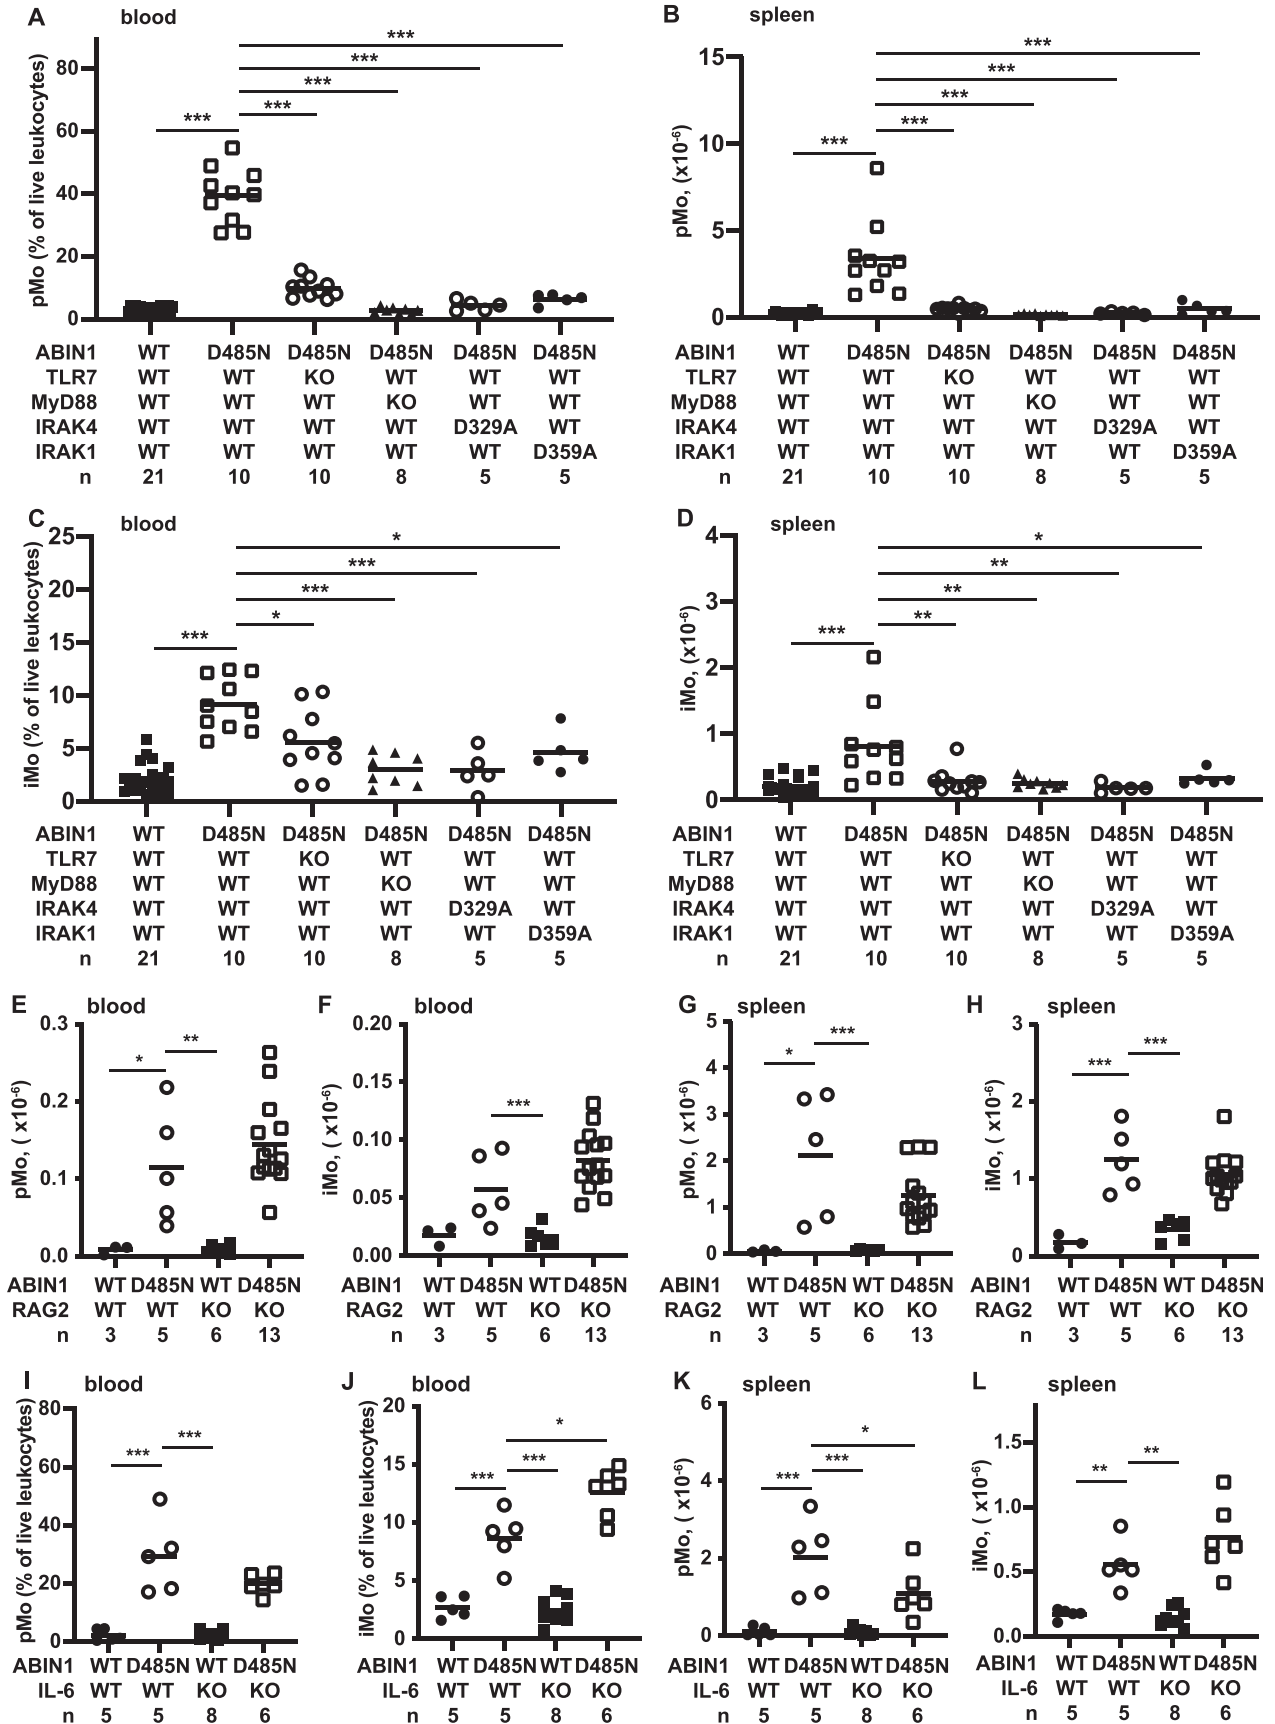 A blood
pMo (% of live leukocytes)
80
60
40
20
0
*** *** *** *** ***
ABIN1 WT D485N D485N D485N D485N D485N
TLR7 WT WT KO WT WT WT
MyD88 WT WT WT KO WT WT
IRAK4 WT WT WT WT D329A WT
IRAK1 WT WT WT WT WT D359A
n 21 10 10 8 5 5
B spleen
pMo, (x10-6)
15
10
5
0
*** *** *** *** ***
ABIN1 WT D485N D485N D485N D485N D485N
TLR7 WT WT KO WT WT WT
MyD88 WT WT WT KO WT WT
IRAK4 WT WT WT WT D329A WT
IRAK1 WT WT WT WT WT D359A
n 21 10 10 8 5 5
C blood
iMo (% of live leukocytes)
25
20
15
10
5
0
* *** *** * ***
ABIN1 WT D485N D485N D485N D485N D485N
TLR7 WT WT KO WT WT WT
MyD88 WT WT WT KO WT WT
IRAK4 WT WT WT WT D329A WT
IRAK1 WT WT WT WT WT D359A
n 21 10 10 8 5 5
D spleen
iMo, (x10-6)
4
3
2
1
0
* ** ** ** ***
ABIN1 WT D485N D485N D485N D485N D485N
TLR7 WT WT KO WT WT WT
MyD88 WT WT WT KO WT WT
IRAK4 WT WT WT WT D329A WT
IRAK1 WT WT WT WT WT D359A
n 21 10 10 8 5 5
E blood
pMo, ( x10-6)
0.3
0.2
0.1
0.0
* **
ABIN1 WT D485N WT D485N
RAG2 WT WT KO KO
n 3 5 6 13
F blood
iMo, ( x10-6)
0.20
0.15
0.10
0.05
0.00
***
ABIN1 WT D485N WT D485N
RAG2 WT WT KO KO
n 3 5 6 13
G spleen
pMo, ( x10-6)
5
4
3
2
1
0
* ***
ABIN1 WT D485N WT D485N
RAG2 WT WT KO KO
n 3 5 6 13
H spleen
iMo, ( x10-6)
3
2
1
0
*** ***
ABIN1 WT D485N WT D485N
RAG2 WT WT KO KO
n 3 5 6 13
I blood
pMo (% of live leukocytes)
80
60
40
20
0
*** ***
ABIN1 WT D485N WT D485N
IL-6 WT WT KO KO
n 5 5 8 6
J blood
iMo (% of live leukocytes)
20
15
10
5
0
*** *** *
ABIN1 WT D485N WT D485N
IL-6 WT WT KO KO
n 5 5 8 6
K spleen
pMo, ( x10-6)
6
4
2
0
*** *** *
ABIN1 WT D485N WT D485N
IL-6 WT WT KO KO
n 5 5 8 6
L spleen
iMo, ( x10-6)
1.5
1.0
0.5
0.0
** **
ABIN1 WT D485N WT D485N
IL-6 WT WT KO KO
n 5 5 8 6